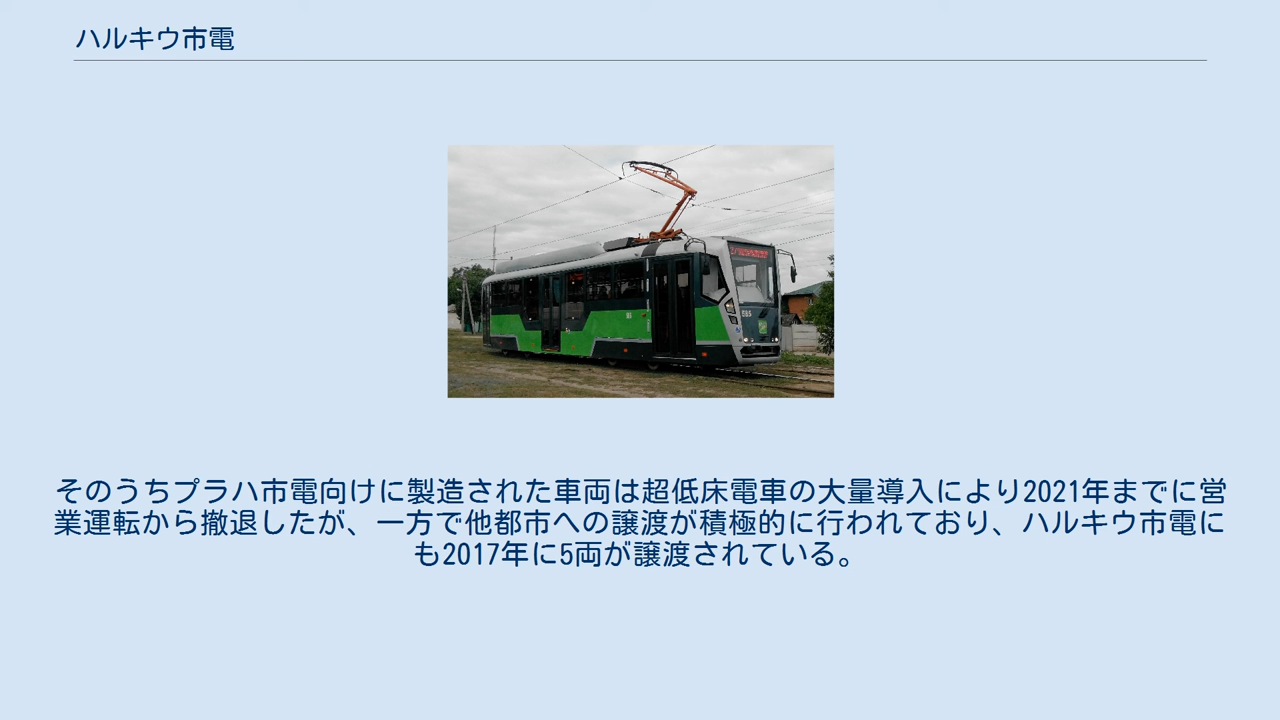 ハルキウ市電
そのうちプラハ市電向けに製造された車両は超低床電車の大量導入により2021年までに営
業運転から撤退したが、一方で他都市への譲渡が積極的に行われており、ハルキウ市電に
も2017年に5両が譲渡されている。